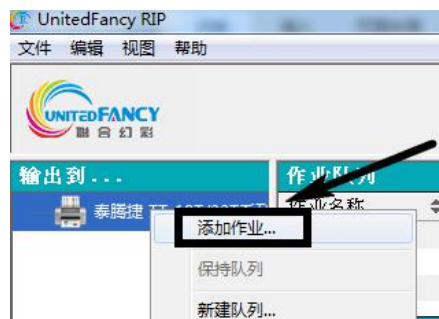 UnitedFancy RIP
文件 编辑 视图 帮助
UNITEDFANCY
联合幻彩
输出到...
作业队列
作业名称
泰腾捷
添加作业...
保持队列
新建队列...